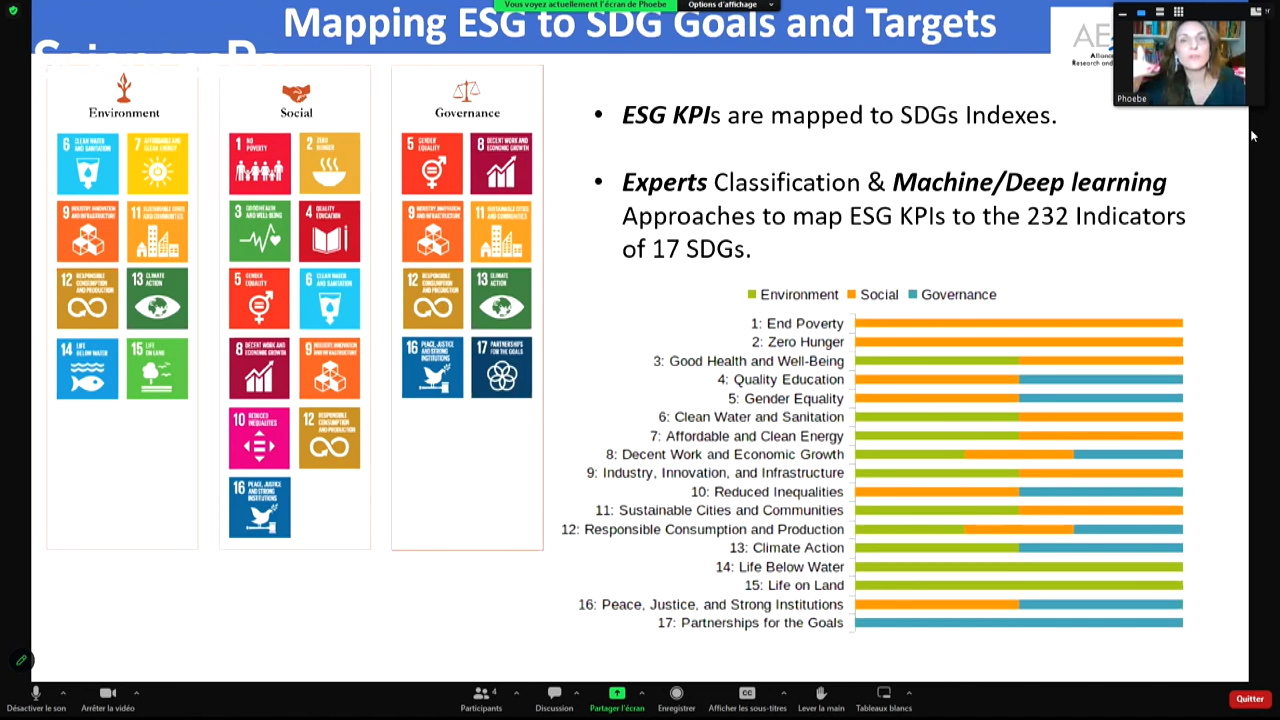 Vous voyez actuellement l'écran de Phoebe
Options d'affichage
Mapping ESG to SDG Goals and Targets
Phoebe
Environment
6 CLEAN WATER AND SANITATION
7 AFFORDABLE AND CLEAN ENERGY
9 INDUSTRY, INNOVATION AND INFRASTRUCTURE
11 SUSTAINABLE CITIES AND COMMUNITIES
12 RESPONSIBLE CONSUMPTION AND PRODUCTION
13 CLIMATE ACTION
14 LIFE BELOW WATER
15 LIFE ON LAND
Social
1 NO POVERTY
2 ZERO HUNGER
3 GOOD HEALTH AND WELL-BEING
4 QUALITY EDUCATION
5 GENDER EQUALITY
6 CLEAN WATER AND SANITATION
8 DECENT WORK AND ECONOMIC GROWTH
9 INDUSTRY, INNOVATION AND INFRASTRUCTURE
10 REDUCED INEQUALITIES
12 RESPONSIBLE CONSUMPTION AND PRODUCTION
16 PEACE, JUSTICE AND STRONG INSTITUTIONS
Governance
5 GENDER EQUALITY
8 DECENT WORK AND ECONOMIC GROWTH
9 INDUSTRY, INNOVATION AND INFRASTRUCTURE
11 SUSTAINABLE CITIES AND COMMUNITIES
12 RESPONSIBLE CONSUMPTION AND PRODUCTION
13 CLIMATE ACTION
16 PEACE, JUSTICE AND STRONG INSTITUTIONS
17 PARTNERSHIPS FOR THE GOALS
• ESG KPIs are mapped to SDGs Indexes.
• Experts Classification & Machine/Deep learning
Approaches to map ESG KPIs to the 232 Indicators
of 17 SDGs.
Environment Social Governance
1: End Poverty
2: Zero Hunger
3: Good Health and Well-Being
4: Quality Education
5: Gender Equality
6: Clean Water and Sanitation
7: Affordable and Clean Energy
8: Decent Work and Economic Growth
9: Industry, Innovation, and Infrastructure
10: Reduced Inequalities
11: Sustainable Cities and Communities
12: Responsible Consumption and Production
13: Climate Action
14: Life Below Water
15: Life on Land
16: Peace, Justice, and Strong Institutions
17: Partnerships for the Goals
Désactiver le son
Arrêter la vidéo
4
Participants
Discussion
Partager l'écran
Enregistrer
CC
Afficher les sous-titres
Lever la main
Tableaux blancs
Quitter